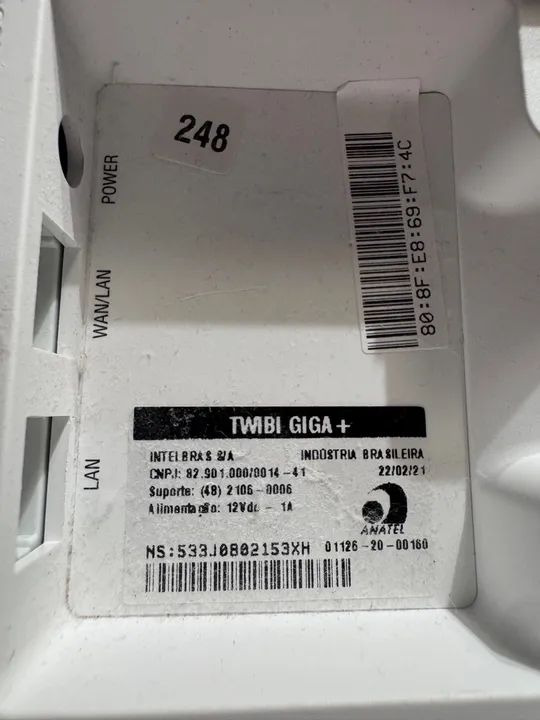 248
80:8F:E8:69:F7:4C
POWER
WAN/LAN
LAN
TWIBI GIGA+
INTELBRAS S/A INDÚSTRIA BRASILEIRA
CNPJ: 82.901.000/0014-41 22/02/21
Suporte: (48) 2106-0006
Alimentação: 12Vdc - 1A
ANATEL
NS:533J0802153XH 01126-20-00160